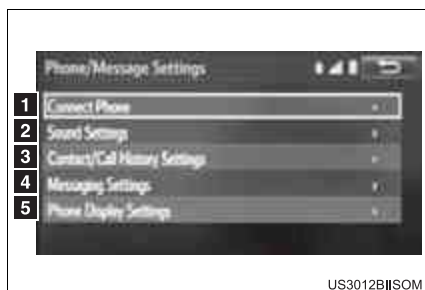 Phone/Message Settings
1 Connect Phone
2 Sound Settings
3 Contact/Call History Settings
4 Messaging Settings
5 Phone Display Settings
US3012BIISOM